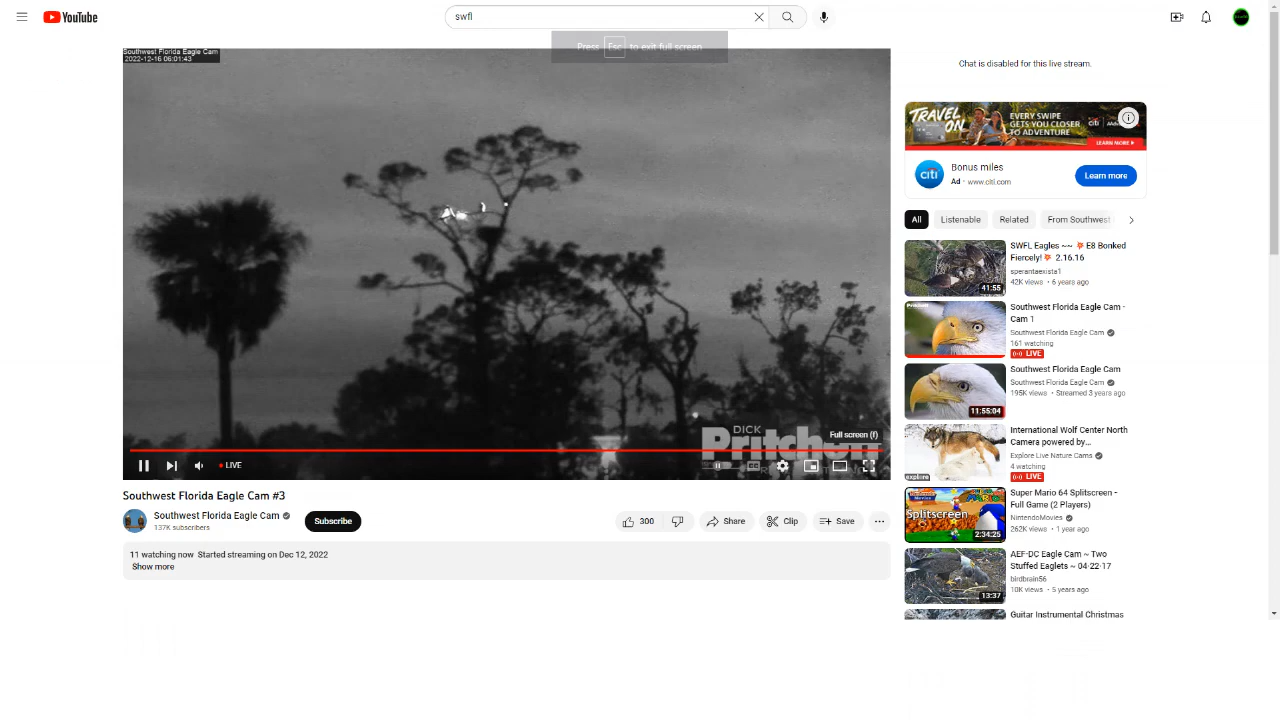 YouTube
swfl
Press Esc to exit full screen
Southwest Florida Eagle Cam
2022-12-16 06:01:43
DICK
Full screen (f)
LIVE
Southwest Florida Eagle Cam #3
Southwest Florida Eagle Cam
137K subscribers
Subscribe
300
Share
Clip
Save
11 watching now Started streaming on Dec 12, 2022
Show more
Chat is disabled for this live stream.
TRAVEL ON
EVERY SWIPE
GETS YOU CLOSER
TO ADVENTURE
citi
LEARN MORE
citi
Bonus miles
Ad · www.citi.com
Learn more
All
Listenable
Related
From Southwest
SWFL Eagles ~~ 💥 E8 Bonked
Fiercely!💥 2.16.16
sperantaexista1
42K views • 6 years ago
41:55
Southwest Florida Eagle Cam -
Cam 1
Southwest Florida Eagle Cam
161 watching
LIVE
Southwest Florida Eagle Cam
Southwest Florida Eagle Cam
195K views • Streamed 3 years ago
11:55:04
International Wolf Center North
Camera powered by...
Explore Live Nature Cams
4 watching
LIVE
explore
Super Mario 64 Splitscreen -
Full Game (2 Players)
NintendoMovies
262K views • 1 year ago
Splitscreen
2:34:25
AEF-DC Eagle Cam ~ Two
Stuffed Eaglets ~ 04-22-17
birdbrain56
10K views • 5 years ago
13:37
Guitar Instrumental Christmas